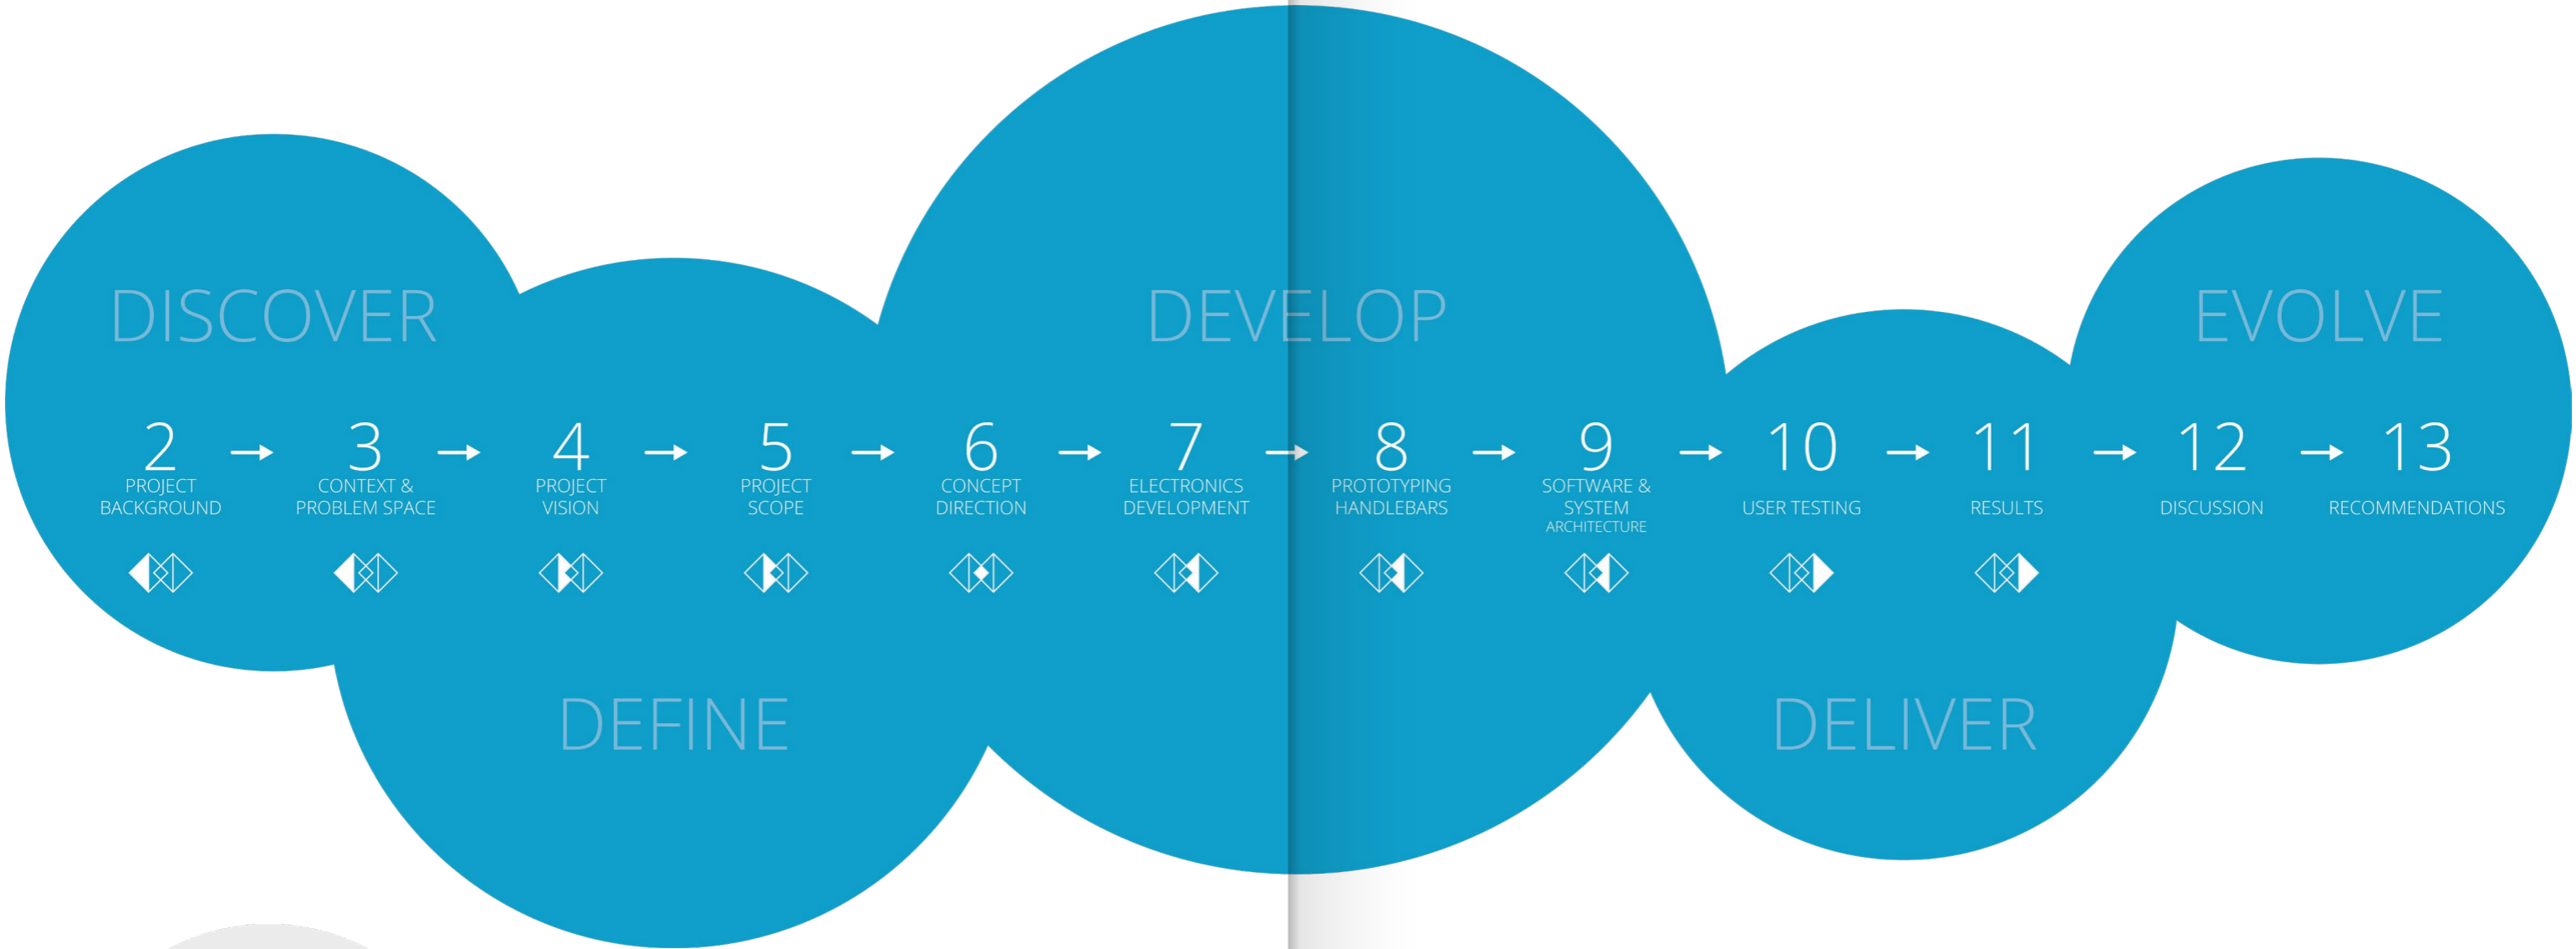 DISCOVER
DEVELOP
EVOLVE
2
PROJECT
BACKGROUND
3
CONTEXT &
PROBLEM SPACE
4
PROJECT
VISION
5
PROJECT
SCOPE
6
CONCEPT
DIRECTION
7
ELECTRONICS
DEVELOPMENT
8
PROTOTYPING
HANDLEBARS
9
SOFTWARE &
SYSTEM
ARCHITECTURE
10
USER TESTING
11
RESULTS
12
DISCUSSION
13
RECOMMENDATIONS
DEFINE
DELIVER